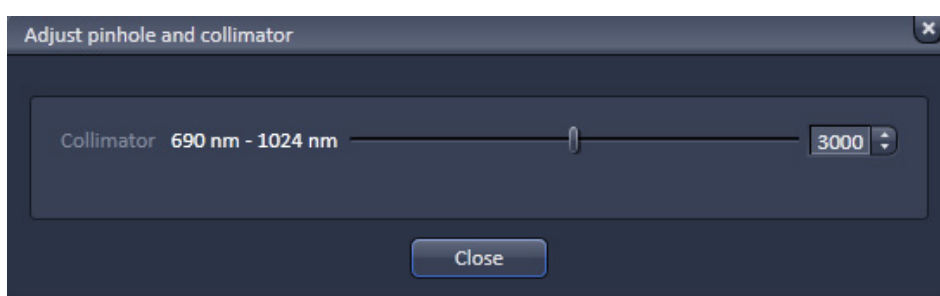 Adjust pinhole and collimator
Collimator 690 nm - 1024 nm 3000
Close